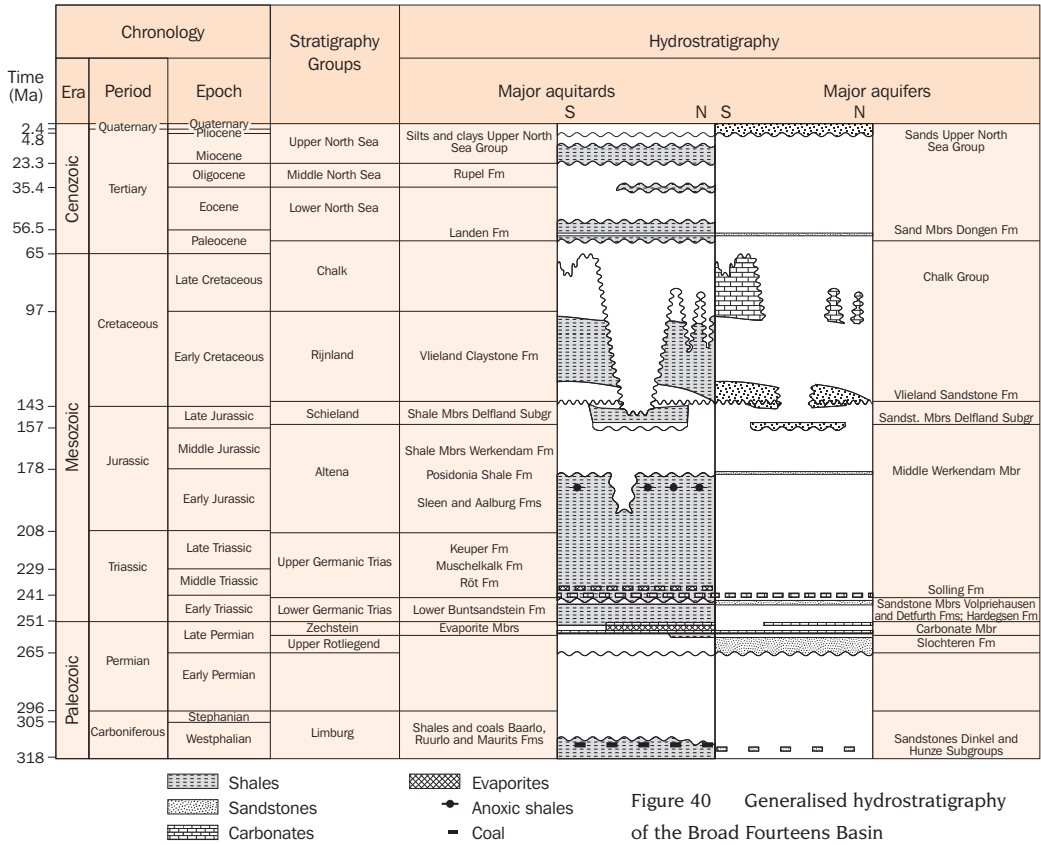 Chronology
Stratigraphy
Groups
Hydrostratigraphy
Time
(Ma)
Era
Period
Epoch
Major aquitards
Major aquifers
S
N
S
N
2.4
4.8
23.3
35.4
56.5
65
97
143
157
178
208
229
241
251
265
296
305
318
Cenozoic
Mesozoic
Paleozoic
Quaternary
Tertiary
Cretaceous
Jurassic
Triassic
Permian
Carboniferous
Quaternary
Pliocene
Miocene
Oligocene
Eocene
Paleocene
Late Cretaceous
Early Cretaceous
Late Jurassic
Middle Jurassic
Early Jurassic
Late Triassic
Middle Triassic
Early Triassic
Late Permian
Early Permian
Stephanian
Westphalian
Upper North Sea
Middle North Sea
Lower North Sea
Chalk
Rijnland
Schieland
Altena
Upper Germanic Trias
Lower Germanic Trias
Zechstein
Upper Rotliegend
Limburg
Silts and clays Upper North
Sea Group
Rupel Fm
Landen Fm
Vlieland Claystone Fm
Shale Mbrs Delfland Subgr
Shale Mbrs Werkendam Fm
Posidonia Shale Fm
Sleen and Aalburg Fms
Keuper Fm
Muschelkalk Fm
Röt Fm
Lower Buntsandstein Fm
Evaporite Mbrs
Shales and coals Baarlo,
Ruurlo and Maurits Fms
Sands Upper North
Sea Group
Sand Mbrs Dongen Fm
Chalk Group
Vlieland Sandstone Fm
Sandst. Mbrs Delfland Subgr
Middle Werkendam Mbr
Solling Fm
Sandstone Mbrs Volpriehausen
and Detfurth Fms; Hardegsen Fm
Carbonate Mbr
Slochteren Fm
Sandstones Dinkel and
Hunze Subgroups
Shales
Sandstones
Carbonates
Evaporites
Anoxic shales
Coal
Figure 40 Generalised hydrostratigraphy
of the Broad Fourteens Basin